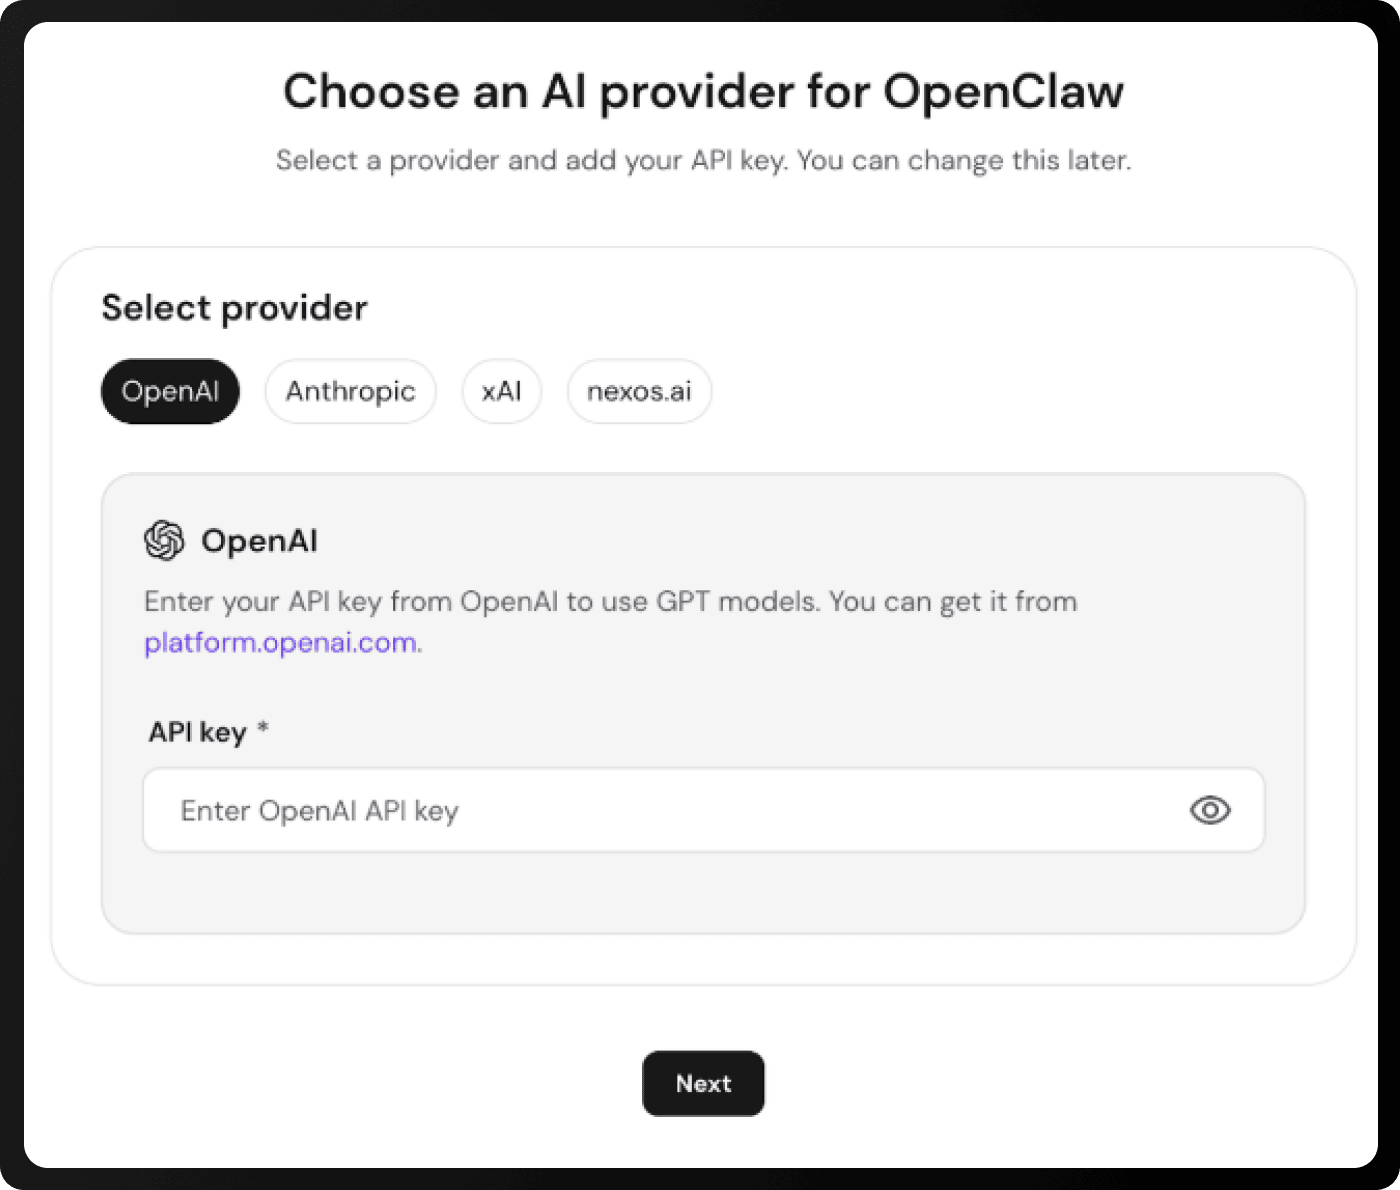 Choose an AI provider for OpenClaw
Select a provider and add your API key. You can change this later.
Select provider
OpenAI
Anthropic
xAI
nexos.ai
OpenAI
Enter your API key from OpenAI to use GPT models. You can get it from
platform.openai.com.
API key *
Enter OpenAI API key
Next